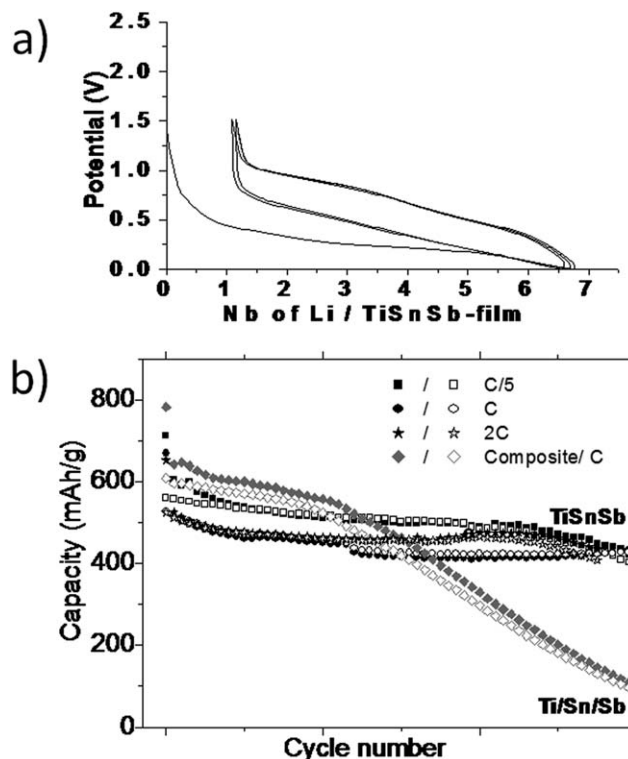 a)
Potential (V)
2.5
2.0
1.5
1.0
0.5
0.0
0 1 2 3 4 5 6 7
Nb of Li / TiSnSb-film
b)
Capacity (mAh/g)
800
600
400
200
0
■ / □ C/5
● / ○ C
★ / ☆ 2C
◆ / ◇ Composite/ C
TiSnSb
Ti/Sn/Sb
Cycle number